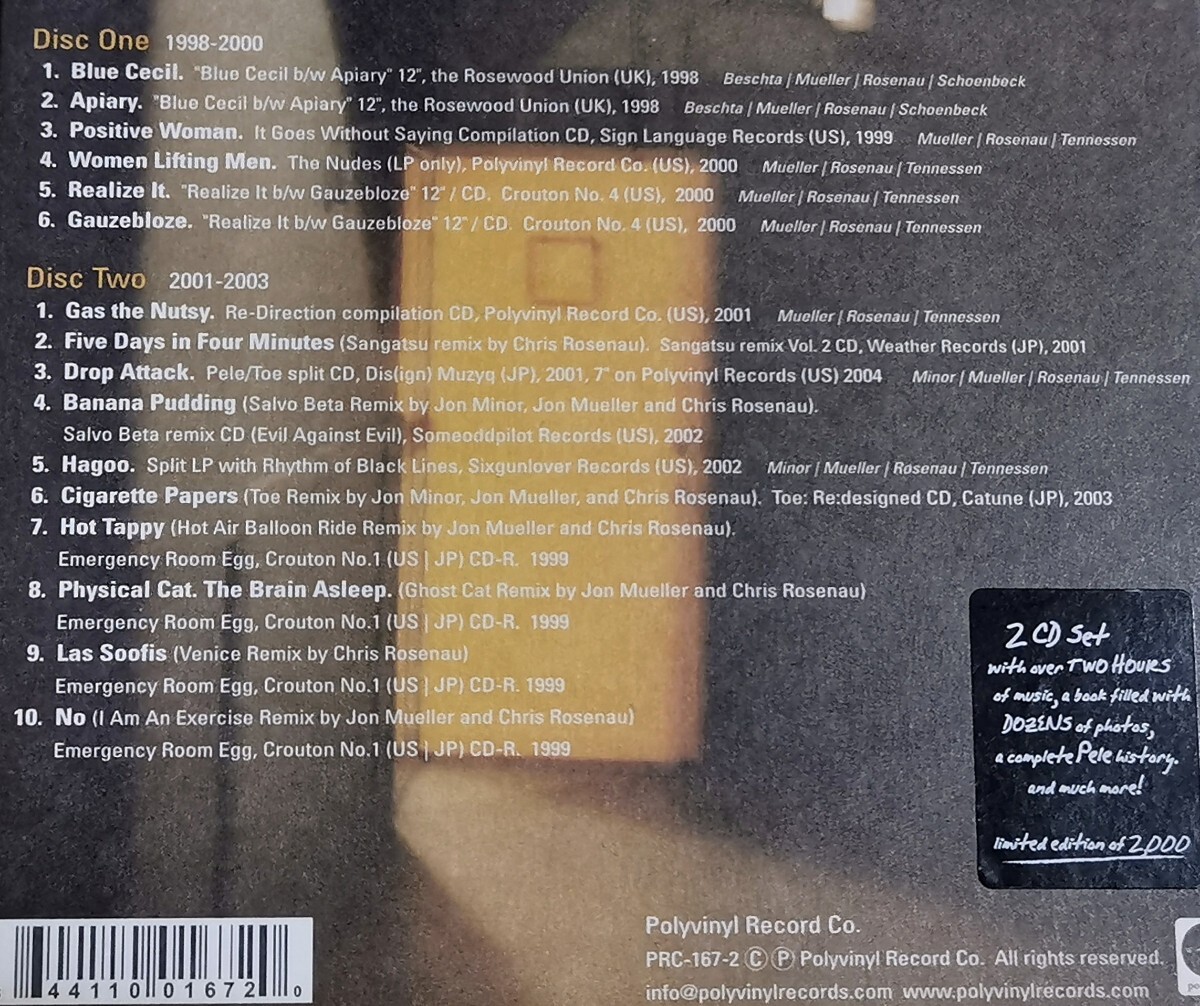 Disc One 1998-2000
1. Blue Cecil. "Blue Cecil b/w Apiary" 12", the Rosewood Union (UK), 1998 Beschta | Mueller | Rosenau | Schoenbeck
2. Apiary. "Blue Cecil b/w Apiary" 12", the Rosewood Union (UK), 1998 Beschta | Mueller | Rosenau | Schoenbeck
3. Positive Woman. It Goes Without Saying Compilation CD, Sign Language Records (US), 1999 Mueller | Rosenau | Tennessen
4. Women Lifting Men. The Nudes (LP only), Polyvinyl Record Co. (US), 2000 Mueller | Rosenau | Tennessen
5. Realize It. "Realize It b/w Gauzebloze" 12" / CD. Crouton No. 4 (US), 2000 Mueller | Rosenau | Tennessen
6. Gauzebloze. "Realize It b/w Gauzebloze" 12" / CD. Crouton No. 4 (US), 2000 Mueller | Rosenau | Tennessen
Disc Two 2001-2003
1. Gas the Nutsy. Re-Direction compilation CD, Polyvinyl Record Co. (US), 2001 Mueller | Rosenau | Tennessen
2. Five Days in Four Minutes (Sangatsu remix by Chris Rosenau). Sangatsu remix Vol. 2 CD, Weather Records (JP), 2001
3. Drop Attack. Pele/Toe split CD, Dis(ign) Muzyq (JP), 2001, 7" on Polyvinyl Records (US) 2004 Minor | Mueller | Rosenau | Tennessen
4. Banana Pudding (Salvo Beta Remix by Jon Minor, Jon Mueller and Chris Rosenau).
Salvo Beta remix CD (Evil Against Evil), Someoddpilot Records (US), 2002
5. Hagoo. Split LP with Rhythm of Black Lines, Sixgunlover Records (US), 2002 Minor | Mueller | Rosenau | Tennessen
6. Cigarette Papers (Toe Remix by Jon Minor, Jon Mueller, and Chris Rosenau). Toe: Re:designed CD, Catune (JP), 2003
7. Hot Tappy (Hot Air Balloon Ride Remix by Jon Mueller and Chris Rosenau).
Emergency Room Egg, Crouton No.1 (US | JP) CD-R. 1999
8. Physical Cat. The Brain Asleep. (Ghost Cat Remix by Jon Mueller and Chris Rosenau)
Emergency Room Egg, Crouton No.1 (US | JP) CD-R. 1999
9. Las Soofis (Venice Remix by Chris Rosenau)
Emergency Room Egg, Crouton No.1 (US | JP) CD-R. 1999
10. No (I Am An Exercise Remix by Jon Mueller and Chris Rosenau)
Emergency Room Egg, Crouton No.1 (US | JP) CD-R. 1999
2 CD Set
with over TWO HOURS
of music, a book filled with
DOZENS of photos,
a complete Pele history.
and much more!
limited edition of 2,000
Polyvinyl Record Co.
PRC-167-2 Ⓒ Ⓟ Polyvinyl Record Co. All rights reserved.
info@polyvinylrecords.com www.polyvinylrecords.com
44110 01672 0